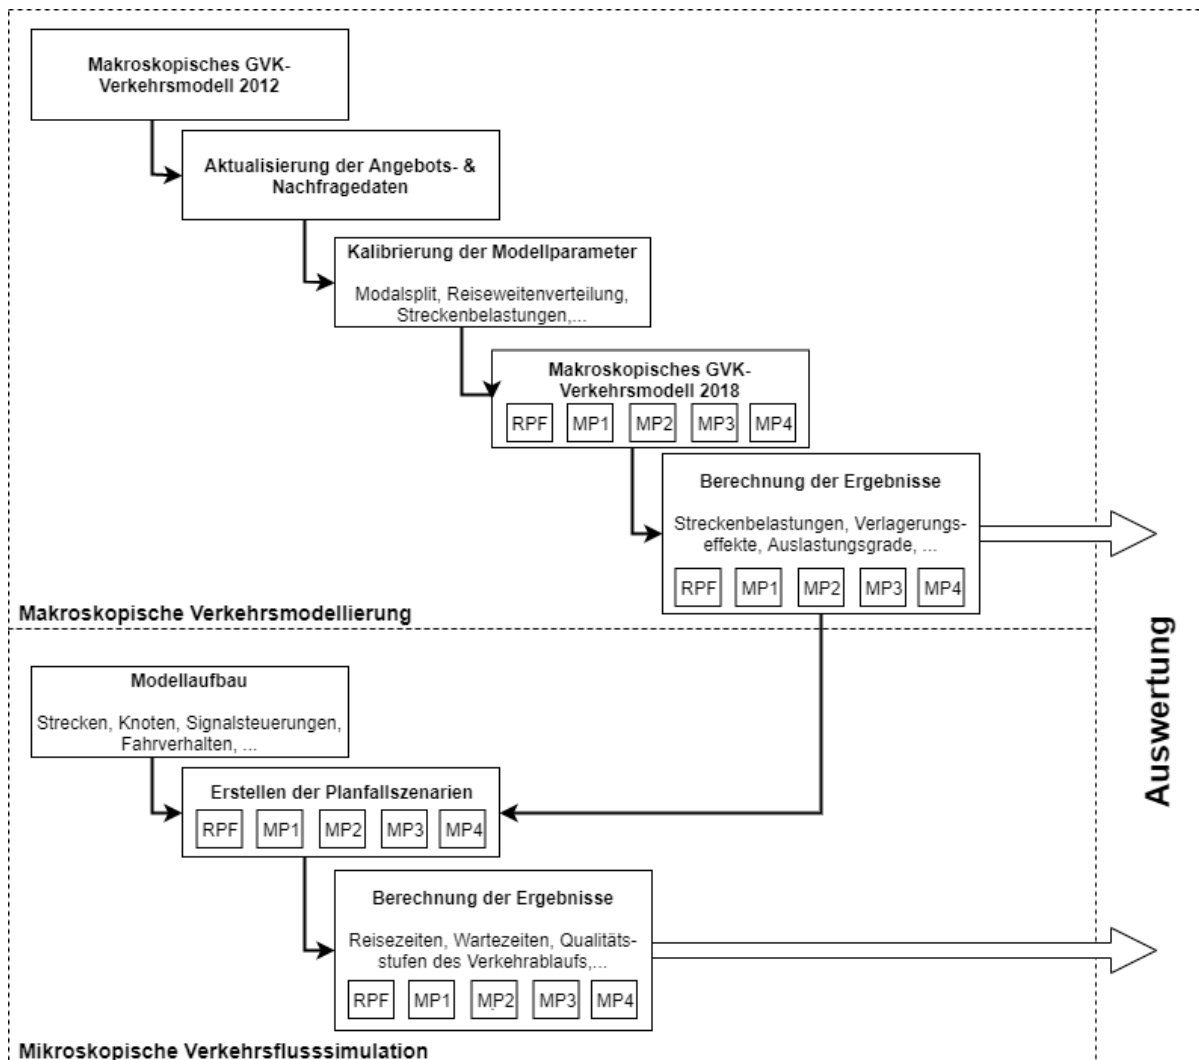 Makroskopisches GVK-
Verkehrsmodell 2012
Aktualisierung der Angebots- &
Nachfragedaten
Kalibrierung der Modellparameter
Modalsplit, Reiseweitenverteilung,
Streckenbelastungen,...
Makroskopisches GVK-
Verkehrsmodell 2018
RPF MP1 MP2 MP3 MP4
Berechnung der Ergebnisse
Streckenbelastungen, Verlagerungs-
effekte, Auslastungsgrade, ...
RPF MP1 MP2 MP3 MP4
Makroskopische Verkehrsmodellierung
Modellaufbau
Strecken, Knoten, Signalsteuerungen,
Fahrverhalten, ...
Erstellen der Planfallszenarien
RPF MP1 MP2 MP3 MP4
Berechnung der Ergebnisse
Reisezeiten, Wartezeiten, Qualitäts-
stufen des Verkehrablaufs,...
RPF MP1 MP2 MP3 MP4
Mikroskopische Verkehrsflusssimulation
Auswertung